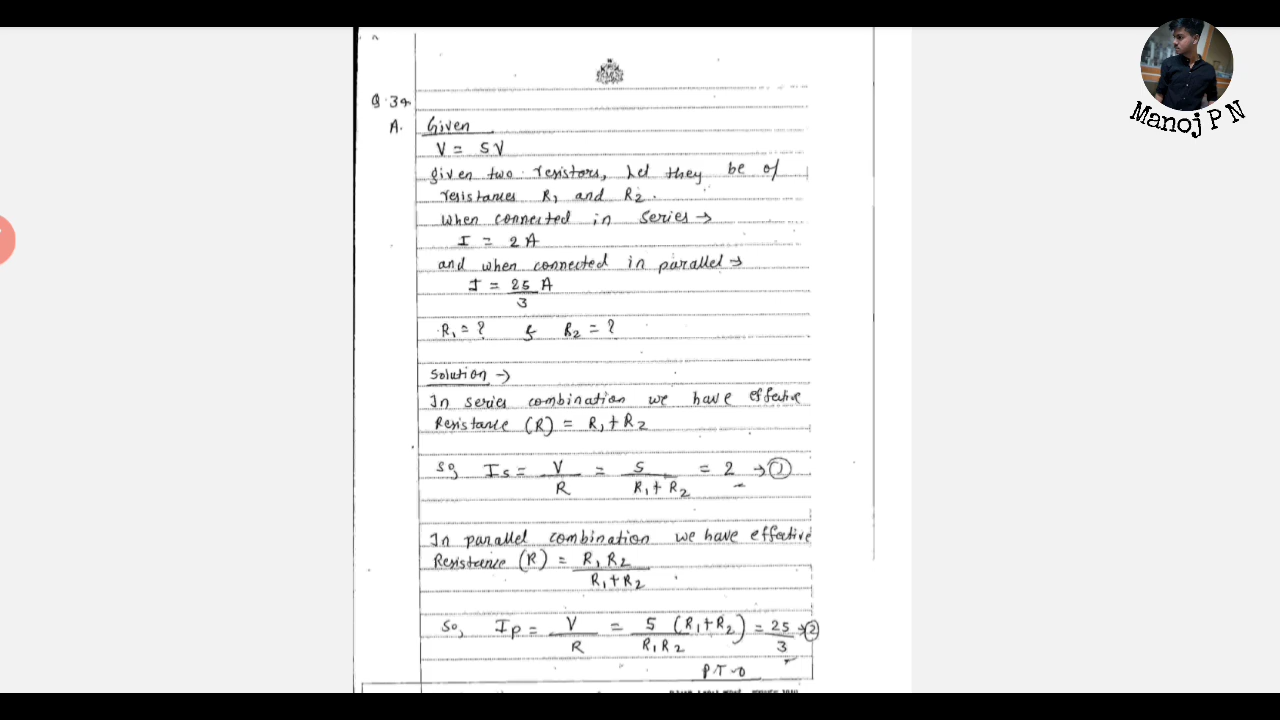 Manoj P N
Q.34
A. Given
V = 5V
given two resistors, let they be of
resistances R₁ and R₂.
When connected in series →
I = 2 A
and when connected in parallel →
I = 25/3 A
R₁ = ? & R₂ = ?
Solution →
In series combination we have effective
Resistance (R) = R₁ + R₂
So, Is = V/R = 5/(R₁ + R₂) = 2 → ①
In parallel combination we have effective
Resistance (R) = R₁R₂/(R₁ + R₂)
So, Ip = V/R = 5 (R₁ + R₂)/R₁R₂ = 25/3 → ②
P.T.O